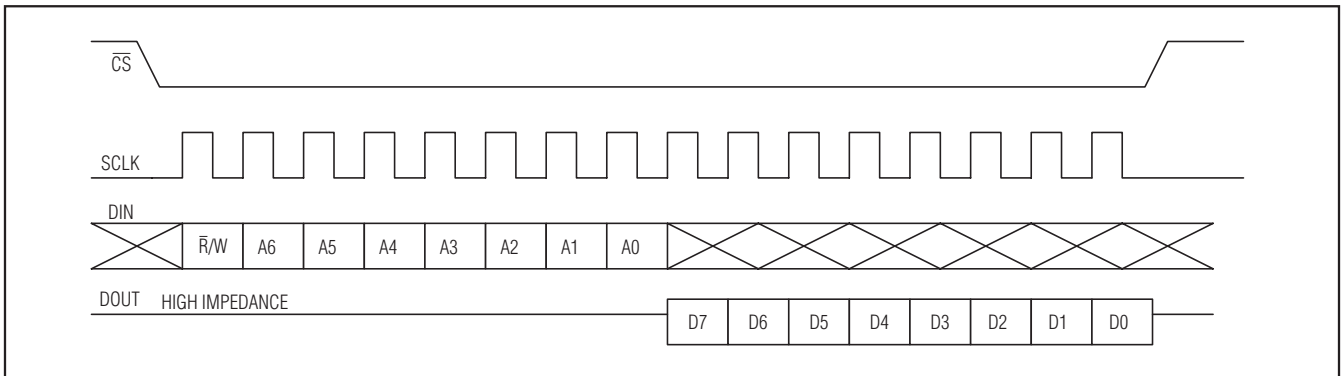 C̅S̅
SCLK
DIN
R̅/W A6 A5 A4 A3 A2 A1 A0
DOUT HIGH IMPEDANCE
D7 D6 D5 D4 D3 D2 D1 D0